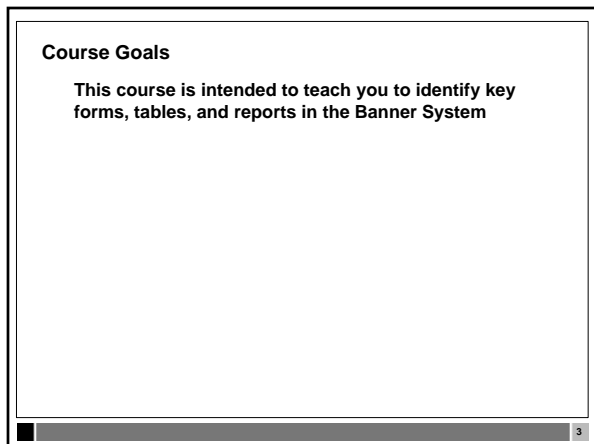 Course Goals
This course is intended to teach you to identify key
forms, tables, and reports in the Banner System
3